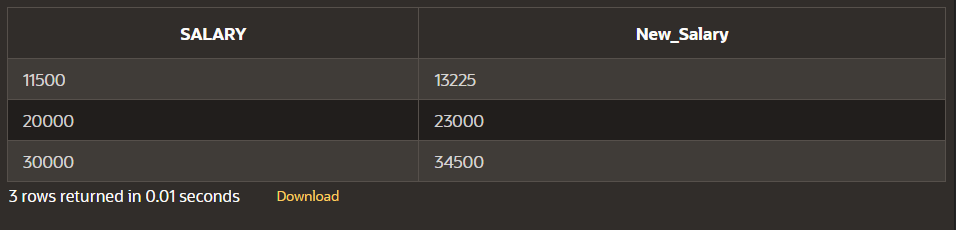 SALARY New_Salary
11500 13225
20000 23000
30000 34500
3 rows returned in 0.01 seconds Download